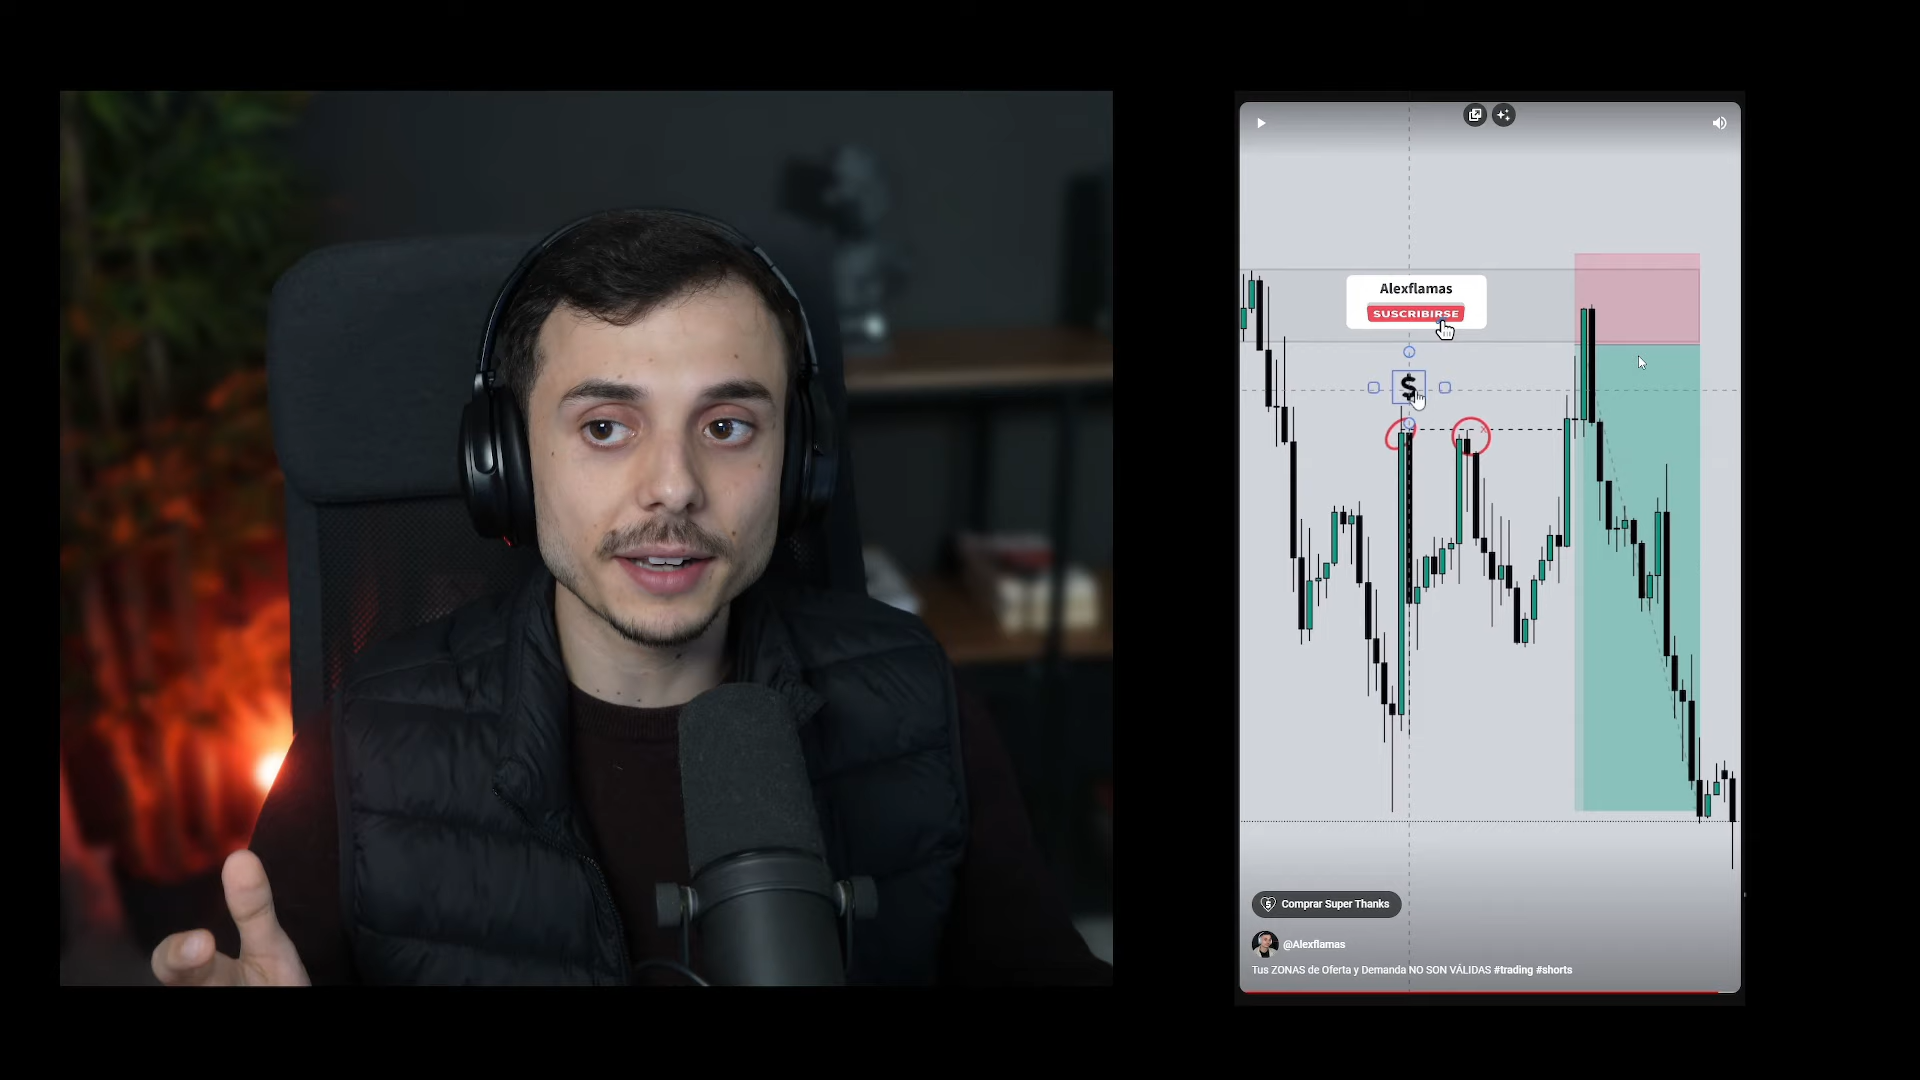 Alexflamas
SUSCRIBIRSE
$
Comprar Super Thanks
@Alexflamas
Tus ZONAS de Oferta y Demanda NO SON VÁLIDAS #trading #shorts